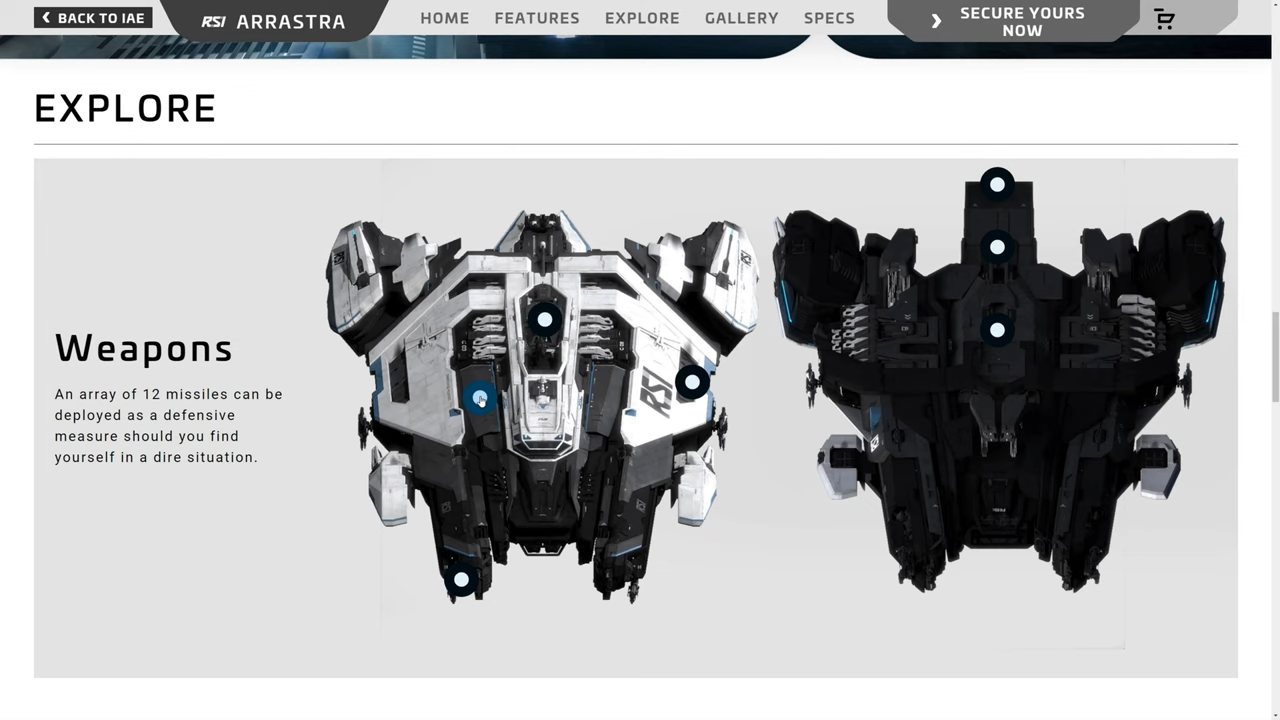 BACK TO IAE
RSI ARRASTRA
HOME
FEATURES
EXPLORE
GALLERY
SPECS
SECURE YOURS
NOW
EXPLORE
Weapons
An array of 12 missiles can be
deployed as a defensive
measure should you find
yourself in a dire situation.
RSI